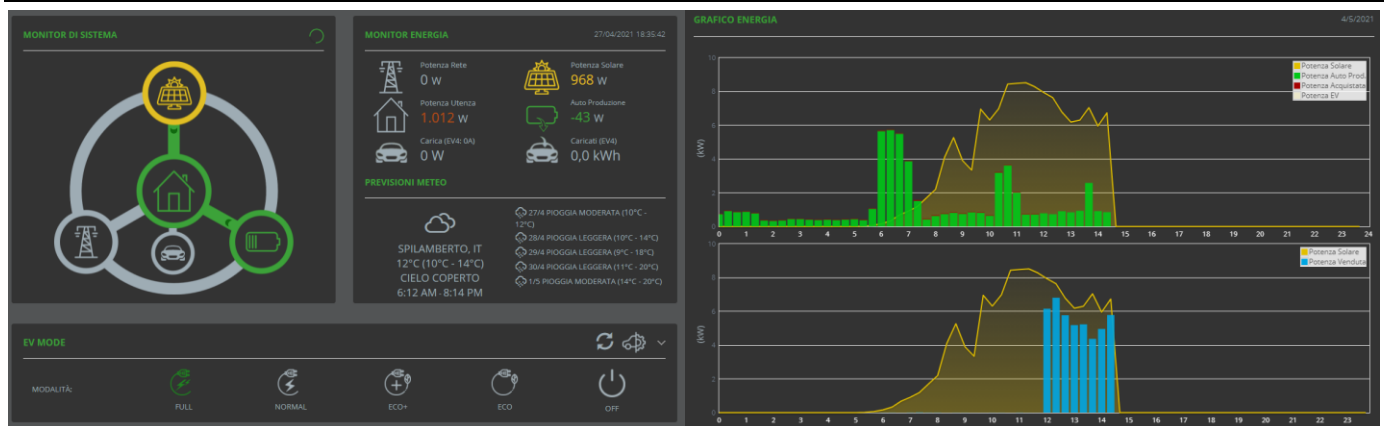 MONITOR DI SISTEMA
MONITOR ENERGIA
27/04/2021 18:35:42
Potenza Rete
0 w
Potenza Solare
968 w
Potenza Utenza
1.012 w
Auto Produzione
-43 w
Carica (EV4: 0A)
0 W
Caricati (EV4)
0,0 kWh
PREVISIONI METEO
SPILAMBERTO, IT
12°C (10°C - 14°C)
CIELO COPERTO
6:12 AM - 8:14 PM
27/4 PIOGGIA MODERATA (10°C -
12°C)
28/4 PIOGGIA LEGGERA (10°C - 14°C)
29/4 PIOGGIA LEGGERA (9°C - 18°C)
30/4 PIOGGIA LEGGERA (11°C - 20°C)
1/5 PIOGGIA MODERATA (14°C - 20°C)
EV MODE
MODALITÀ:
FULL
NORMAL
ECO+
ECO
OFF
GRAFICO ENERGIA
4/5/2021
10
8
6
4
2
0
(kW)
Potenza Solare
Potenza Auto Prod.
Potenza Acquistata
Potenza EV
0 1 2 3 4 5 6 7 8 9 10 11 12 13 14 15 16 17 18 19 20 21 22 23 24
10
8
6
4
2
0
(kW)
Potenza Solare
Potenza Venduta
0 1 2 3 4 5 6 7 8 9 10 11 12 13 14 15 16 17 18 19 20 21 22 23